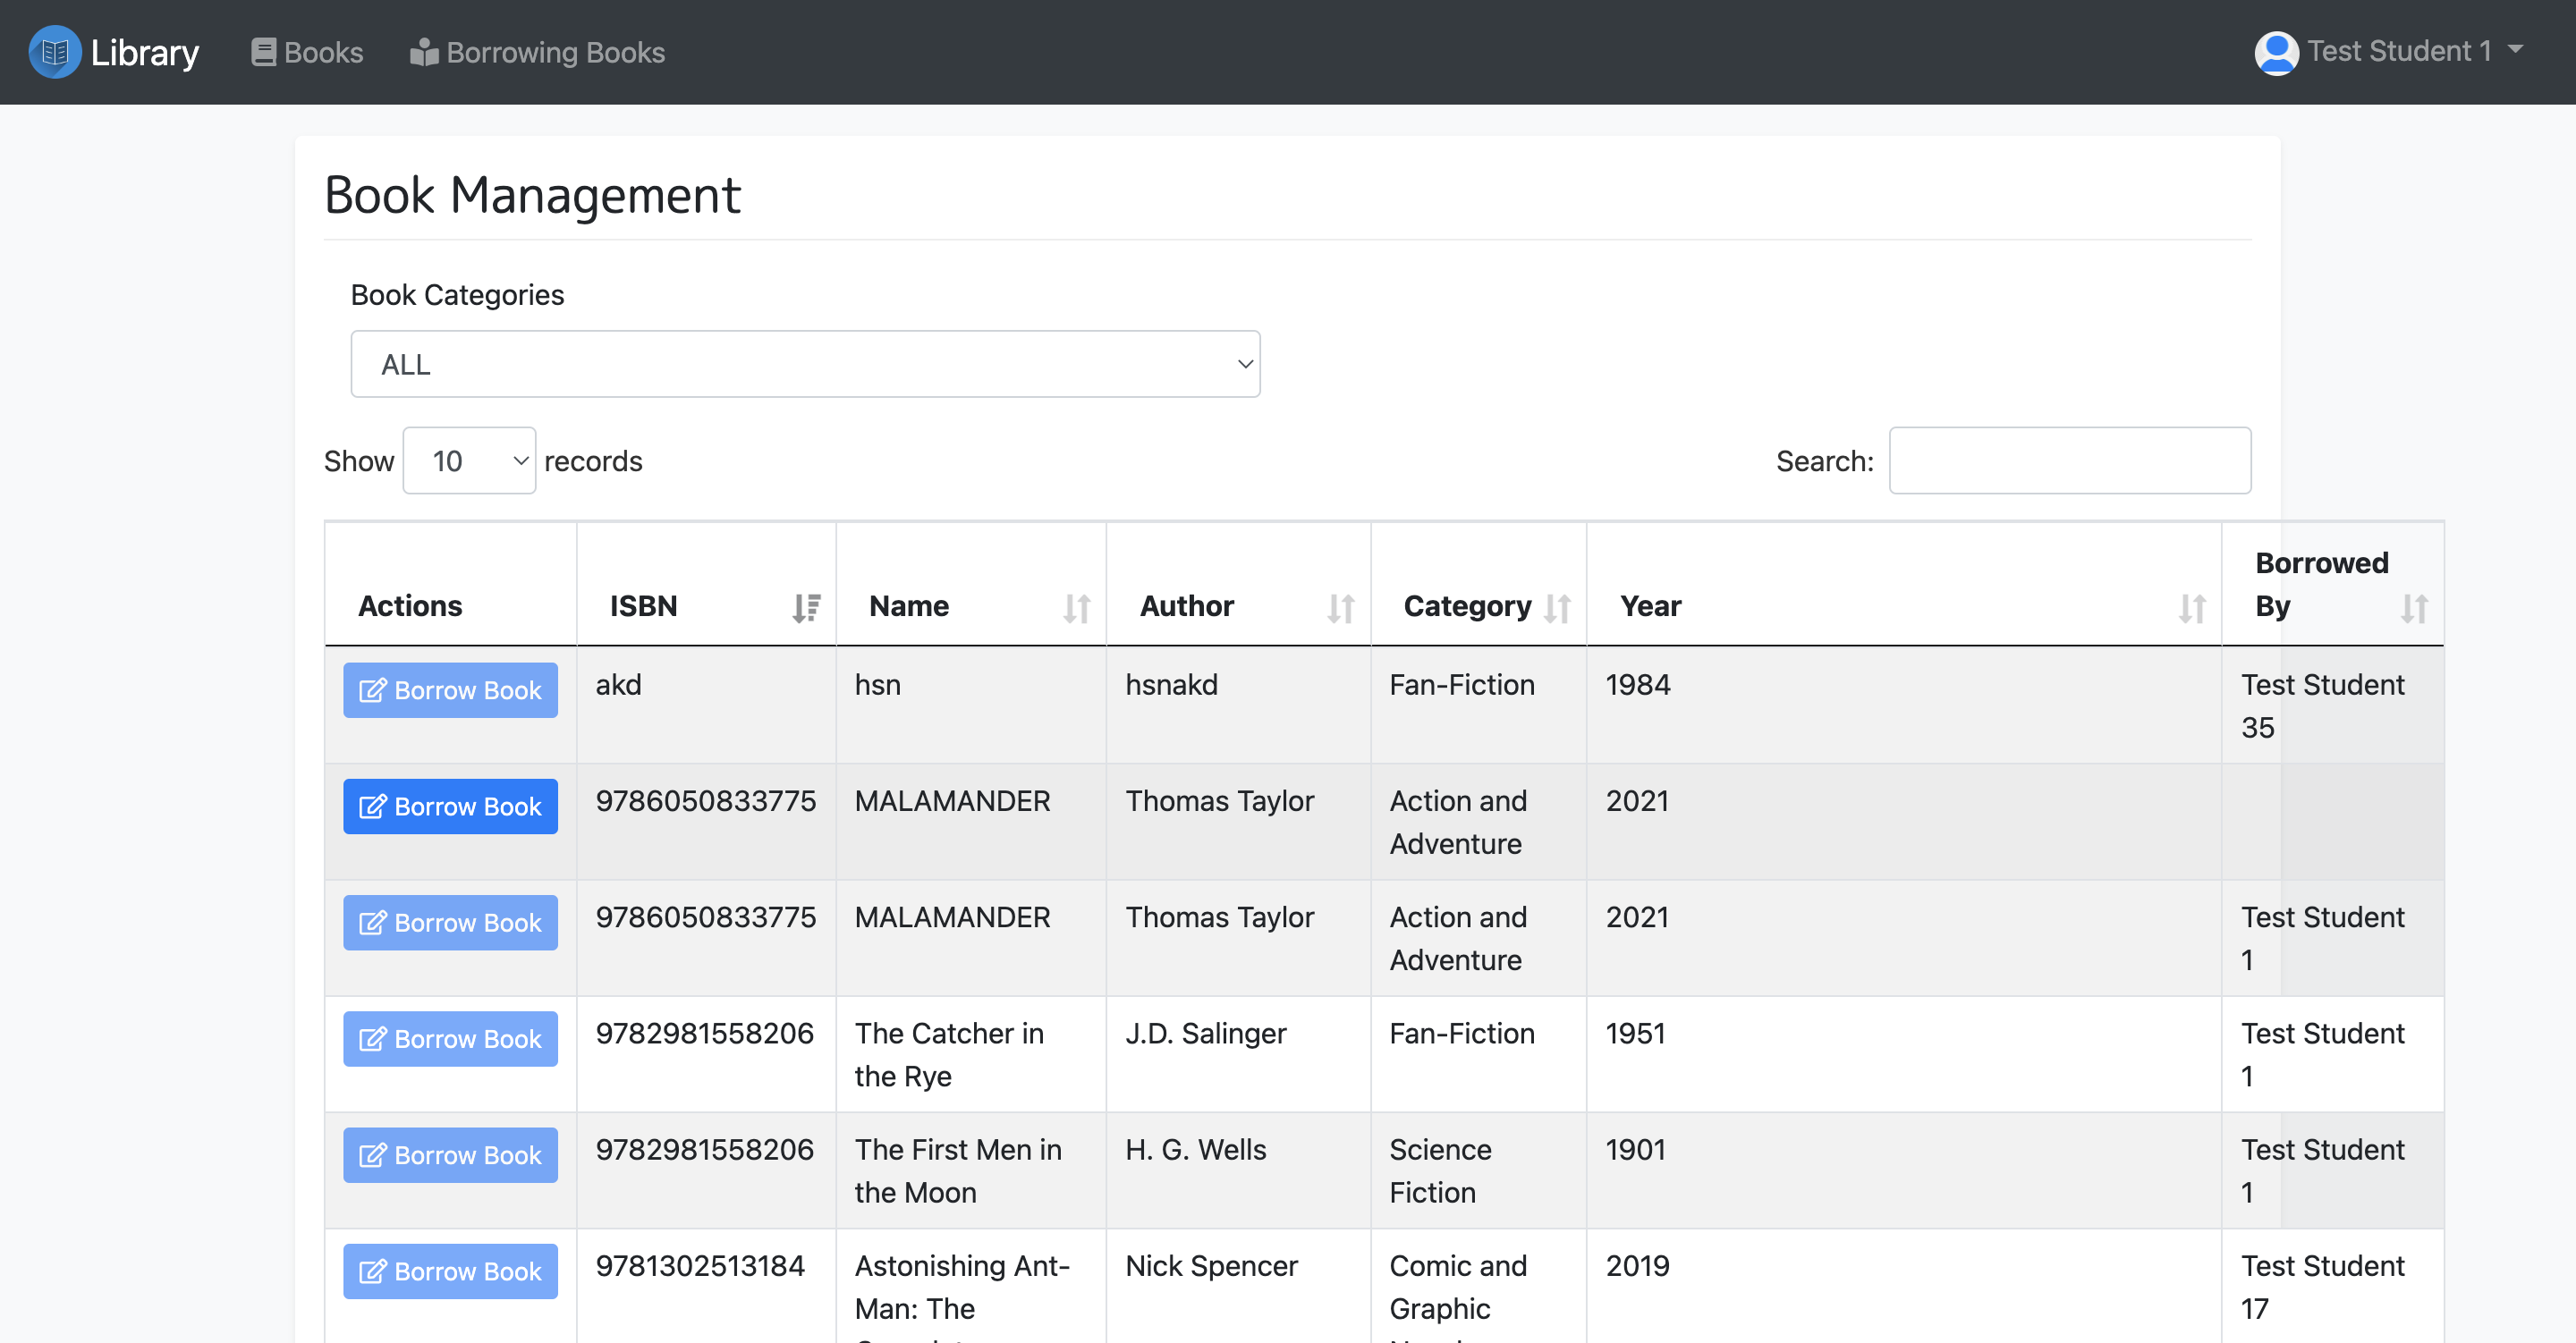 Library
Books
Borrowing Books
Test Student 1
Book Management
Book Categories
ALL
Show 10 records
Search:
Actions
ISBN
Name
Author
Category
Year
Borrowed
By
Borrow Book
akd
hsn
hsnakd
Fan-Fiction
1984
Test Student
35
Borrow Book
9786050833775
MALAMANDER
Thomas Taylor
Action and
Adventure
2021
Borrow Book
9786050833775
MALAMANDER
Thomas Taylor
Action and
Adventure
2021
Test Student
1
Borrow Book
9782981558206
The Catcher in
the Rye
J.D. Salinger
Fan-Fiction
1951
Test Student
1
Borrow Book
9782981558206
The First Men in
the Moon
H. G. Wells
Science
Fiction
1901
Test Student
1
Borrow Book
9781302513184
Astonishing Ant-
Man: The
Nick Spencer
Comic and
Graphic
2019
Test Student
17